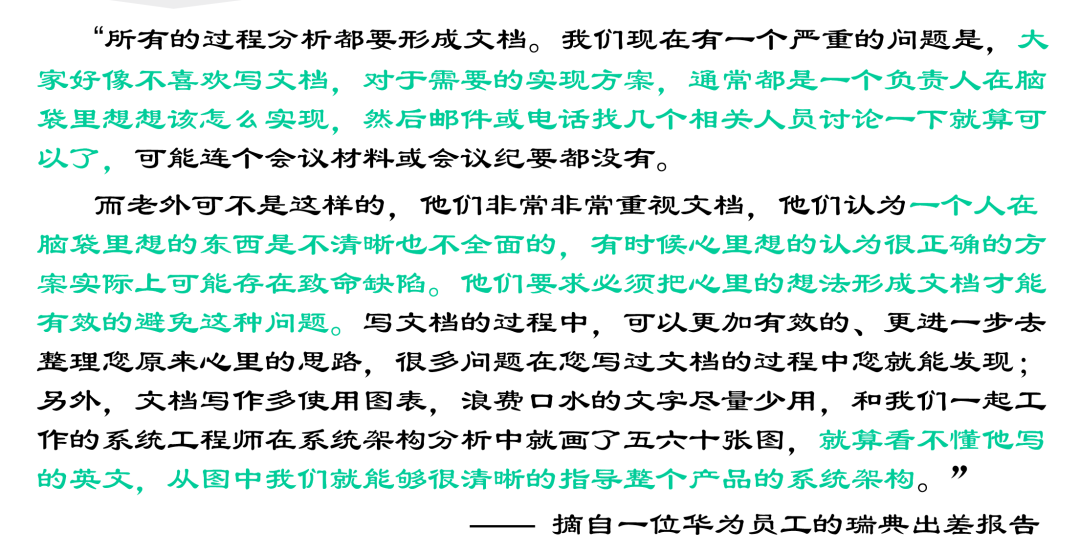 “所有的过程分析都要形成文档。我们现在有一个严重的问题是，大
家好像不喜欢写文档，对于需要的实现方案，通常都是一个负责人在脑
袋里想想该怎么实现，然后邮件或电话找几个相关人员讨论一下就算可
以了，可能连个会议材料或会议纪要都没有。
而老外可不是这样的，他们非常非常重视文档，他们认为一个人在
脑袋里想的东西是不清晰也不全面的，有时候心里想的认为很正确的方
案实际上可能存在致命缺陷。他们要求必须把心里的想法形成文档才能
有效的避免这种问题。写文档的过程中，可以更加有效的、更进一步去
整理您原来心里的思路，很多问题在您写过文档的过程中您就能发现；
另外，文档写作多使用图表，浪费口水的文字尽量少用，和我们一起工
作的系统工程师在系统架构分析中就画了五六十张图，就算看不懂他写
的英文，从图中我们就能够很清晰的指导整个产品的系统架构。”
—— 摘自一位华为员工的瑞典出差报告